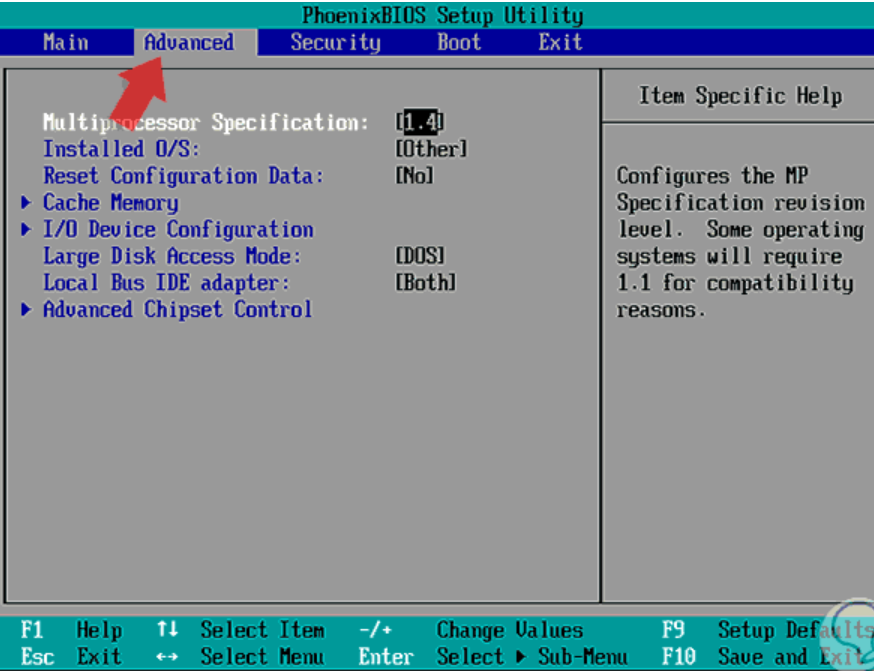 PhoenixBIOS Setup Utility
Main Advanced Security Boot Exit
Multiprocessor Specification: [1.4]
Installed O/S: [Other]
Reset Configuration Data: [No]
Cache Memory
I/O Device Configuration
Large Disk Access Mode: [DOS]
Local Bus IDE adapter: [Both]
Advanced Chipset Control
Item Specific Help
Configures the MP
Specification revision
level. Some operating
systems will require
1.1 for compatibility
reasons.
F1 Help ↑↓ Select Item -/+ Change Values F9 Setup Defaults
Esc Exit ↔ Select Menu Enter Select ▶ Sub-Menu F10 Save and Exit